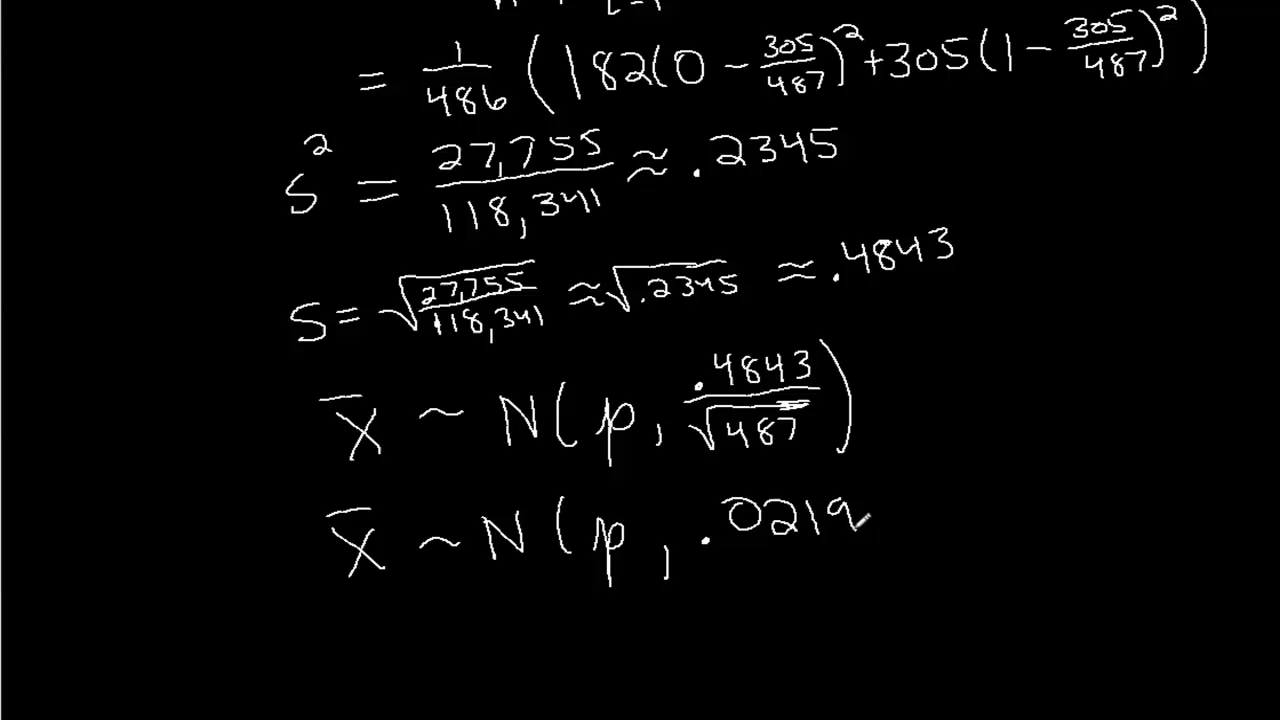 = 1/486 (182(0 - 305/487)² + 305(1 - 305/487)²)
S² = 27,755/118,341 ≈ .2345
S = √(27,755/118,341) ≈ √.2345 ≈ .4843
X̄ ~ N(p, .4843/√487)
X̄ ~ N(p, .0219